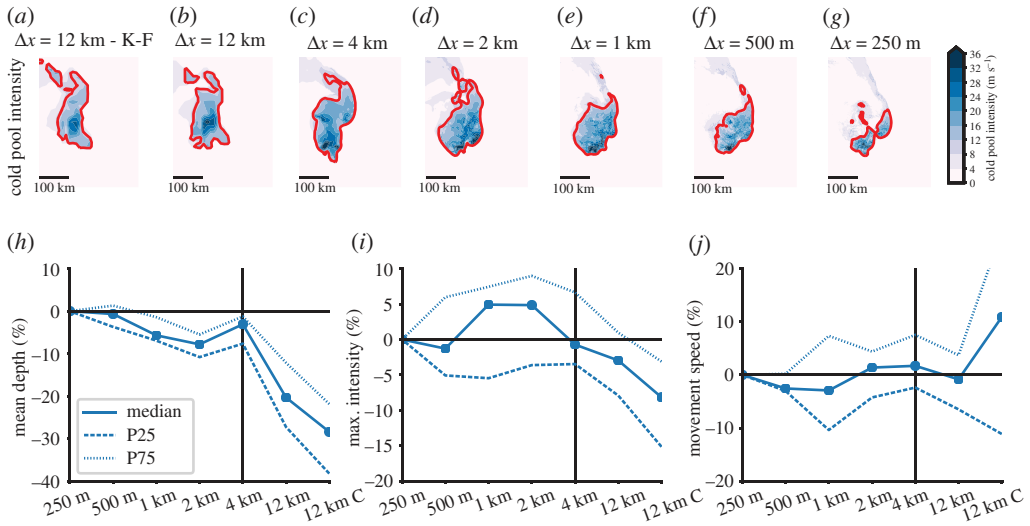 (a) (b) (c) (d) (e) (f) (g)
Δx = 12 km - K-F Δx = 12 km Δx = 4 km Δx = 2 km Δx = 1 km Δx = 500 m Δx = 250 m
cold pool intensity
100 km 100 km 100 km 100 km 100 km 100 km 100 km
36
32
28
24
20
16
12
8
4
0
cold pool intensity (m s⁻¹)
(h)
10
0
−10
−20
−30
−40
mean depth (%)
median
P25
P75
250 m 500 m 1 km 2 km 4 km 12 km 12 km C
(i)
10
5
0
−5
−10
−15
−20
max. intensity (%)
250 m 500 m 1 km 2 km 4 km 12 km 12 km C
(j)
20
10
0
−10
−20
movement speed (%)
250 m 500 m 1 km 2 km 4 km 12 km 12 km C